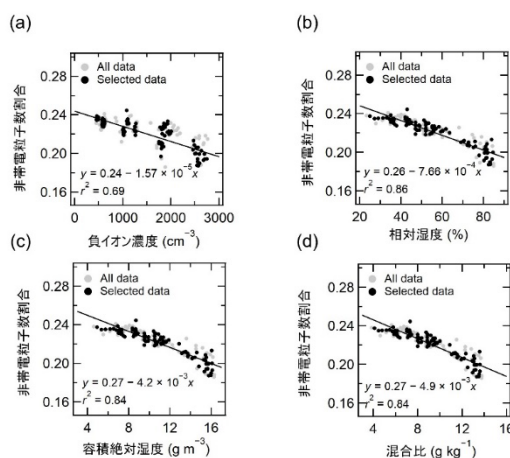 (a)
All data
Selected data
非帯電粒子数割合
0.28
0.24
0.20
0.16
y = 0.24 − 1.57 × 10⁻⁵x
r² = 0.69
0
1000
2000
3000
負イオン濃度 (cm⁻³)
(b)
All data
Selected data
非帯電粒子数割合
0.28
0.24
0.20
0.16
y = 0.26 − 7.66 × 10⁻⁴x
r² = 0.86
20
40
60
80
相対湿度 (%)
(c)
All data
Selected data
非帯電粒子数割合
0.28
0.24
0.20
0.16
y = 0.27 − 4.2 × 10⁻³x
r² = 0.84
4
8
12
16
容積絶対湿度 (g m⁻³)
(d)
All data
Selected data
非帯電粒子数割合
0.28
0.24
0.20
0.16
y = 0.27 − 4.9 × 10⁻³x
r² = 0.84
4
8
12
16
混合比 (g kg⁻¹)